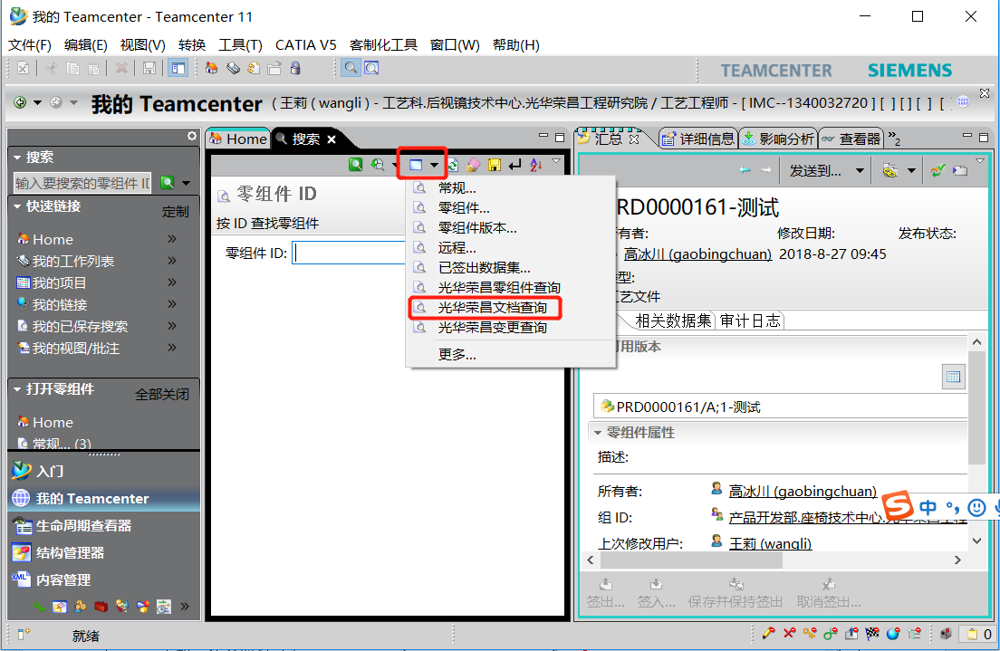 我的 Teamcenter - Teamcenter 11
文件(F) 编辑(E) 视图(V) 转换 工具(T) CATIA V5 客制化工具 窗口(W) 帮助(H)
TEAMCENTER SIEMENS
我的 Teamcenter ( 王莉 ( wangli ) - 工艺科.后视镜技术中心.光华荣昌工程研究院 / 工艺工程师 - [ IMC--1340032720 ] [ ] [ ] [ ] [
搜索
输入要搜索的零组件 ID
快速链接
定制
Home
我的工作列表
我的项目
我的链接
我的已保存搜索
我的视图/批注
打开零组件
全部关闭
Home
常规... (3)
入门
我的 Teamcenter
生命周期查看器
结构管理器
内容管理
就绪
Home 搜索
零组件 ID
按 ID 查找零组件
零组件 ID:
常规...
零组件...
零组件版本...
远程...
已签出数据集...
光华荣昌零组件查询
光华荣昌文档查询
光华荣昌变更查询
更多...
汇总 详细信息 影响分析 查看器 »2
发送到...
PRD0000161-测试
有者: 修改日期: 发布状态:
高冰川 (gaobingchuan) 2018-8-27 09:45
型:
工艺文件
相关数据集 审计日志
用版本
PRD0000161/A;1-测试
零组件属性
描述:
所有者: 高冰川 (gaobingchuan)
组 ID: 产品开发部.座椅技术中心.光华荣昌工程
上次修改用户: 王莉 (wangli)
签出... 签入... 保存并保持签出 取消签出...
中
0